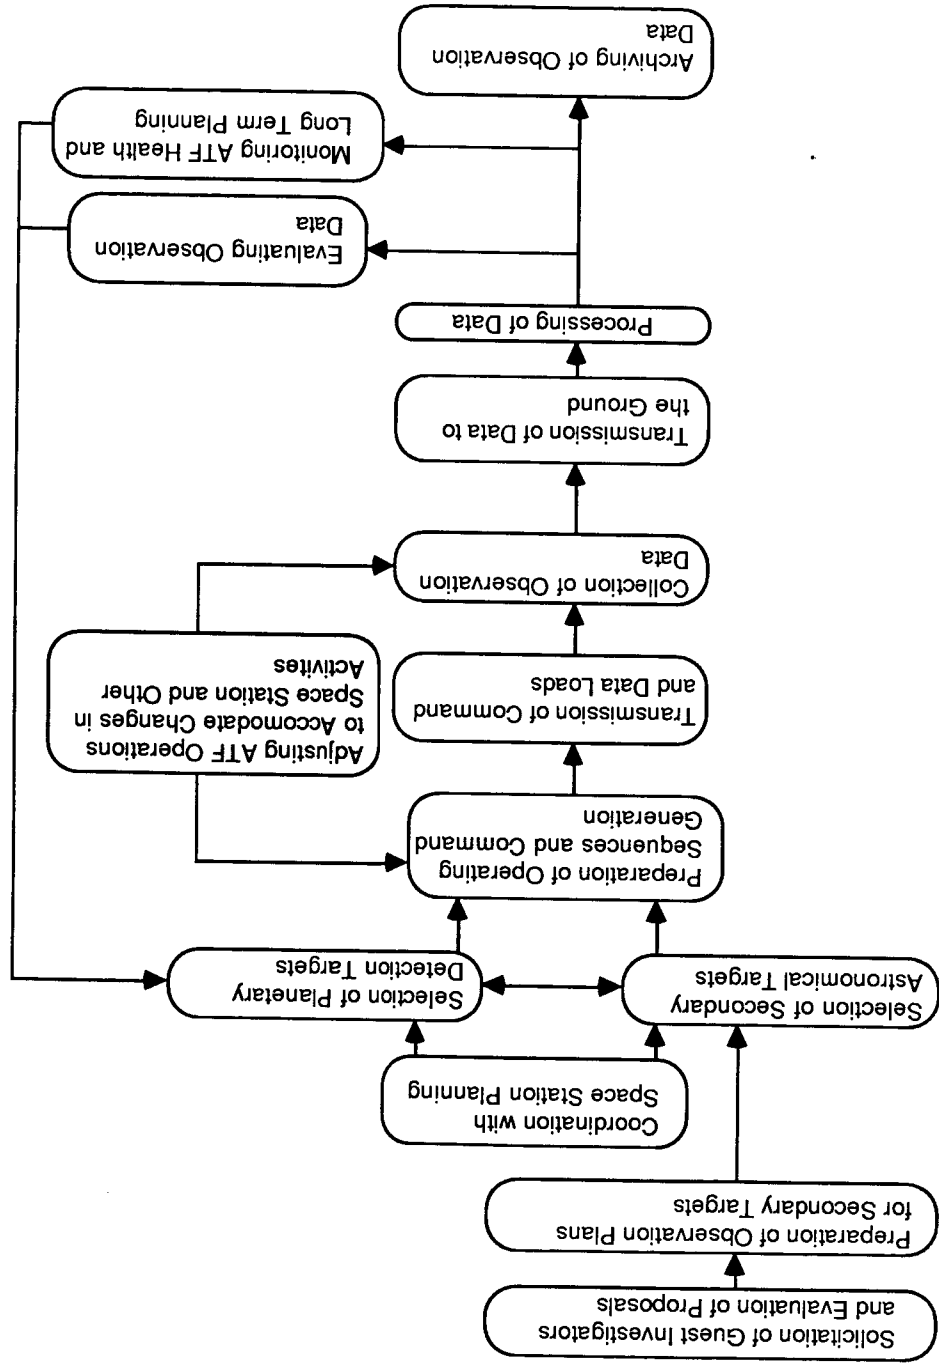 Solicitation of Guest Investigators
and Evaluation of Proposals
Preparation of Observation Plans
for Secondary Targets
Coordination with
Space Station Planning
Selection of Secondary
Astronomical Targets
Selection of Planetary
Detection Targets
Preparation of Operating
Sequences and Command
Generation
Adjusting ATF Operations
to Accomodate Changes in
Space Station and Other
Activites
Transmission of Command
and Data Loads
Collection of Observation
Data
Transmission of Data to
the Ground
Processing of Data
Evaluating Observation
Data
Monitoring ATF Health and
Long Term Planning
Archiving of Observation
Data